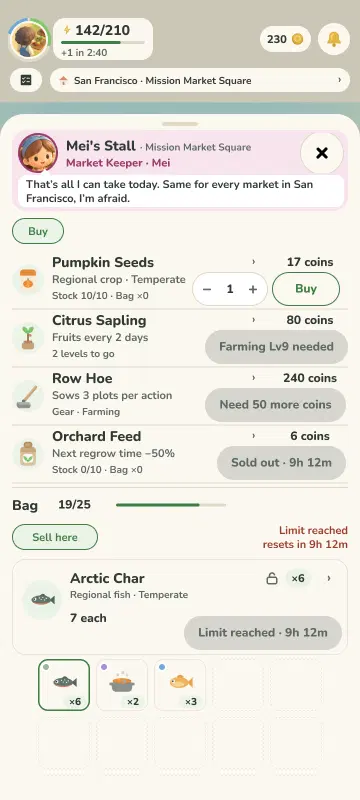 142/210
+1 in 2:40
230
San Francisco · Mission Market Square ›
Mei's Stall · Mission Market Square
Market Keeper · Mei
That's all I can take today. Same for every market in San
Francisco, I'm afraid.
Buy
Pumpkin Seeds › 17 coins
Regional crop · Temperate
Stock 10/10 · Bag ×0
− 1 + Buy
Citrus Sapling › 80 coins
Fruits every 2 days
2 levels to go
Farming Lv9 needed
Row Hoe › 240 coins
Sows 3 plots per action
Gear · Farming
Need 50 more coins
Orchard Feed › 6 coins
Next regrow time −50%
Stock 0/10 · Bag ×0
Sold out · 9h 12m
Bag 19/25
Sell here
Limit reached
resets in 9h 12m
Arctic Char ×6 ›
Regional fish · Temperate
7 each
Limit reached · 9h 12m
×6 ×2 ×3